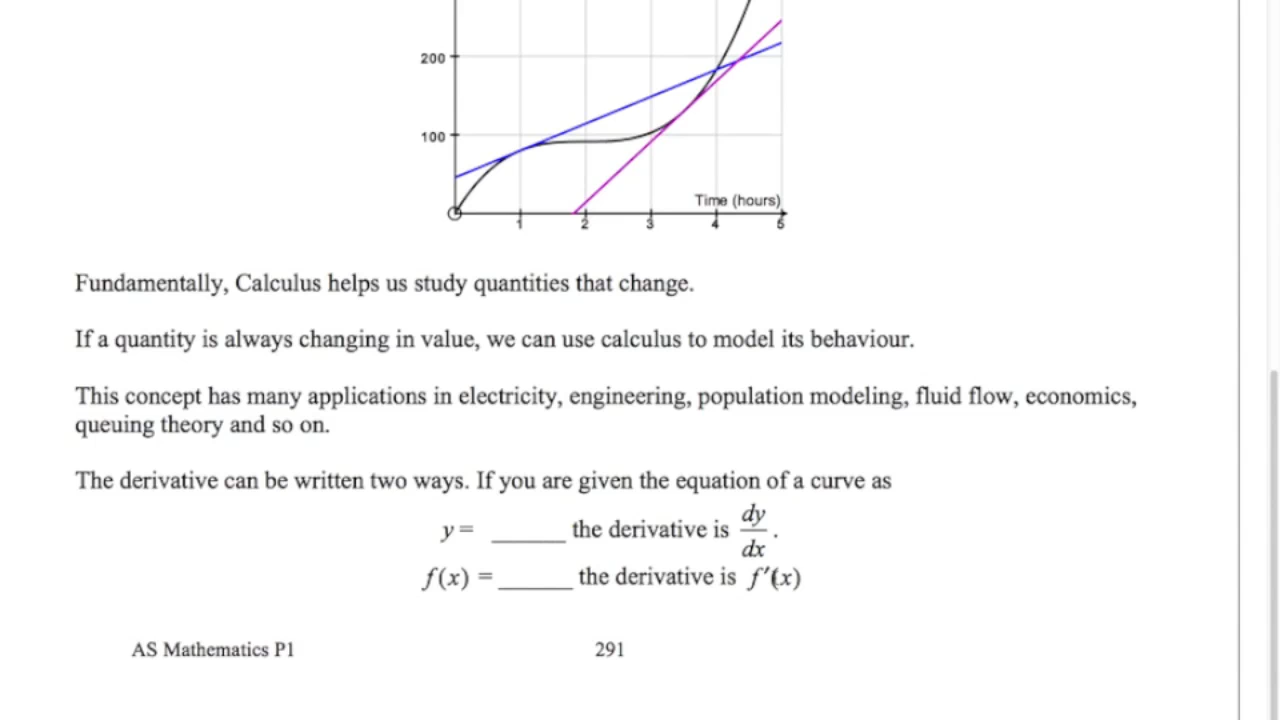 200
100
Time (hours)
1 2 3 4 5
Fundamentally, Calculus helps us study quantities that change.
If a quantity is always changing in value, we can use calculus to model its behaviour.
This concept has many applications in electricity, engineering, population modeling, fluid flow, economics,
queuing theory and so on.
The derivative can be written two ways. If you are given the equation of a curve as
y = ______ the derivative is dy/dx.
f(x) = ______ the derivative is f'(x)
AS Mathematics P1 291